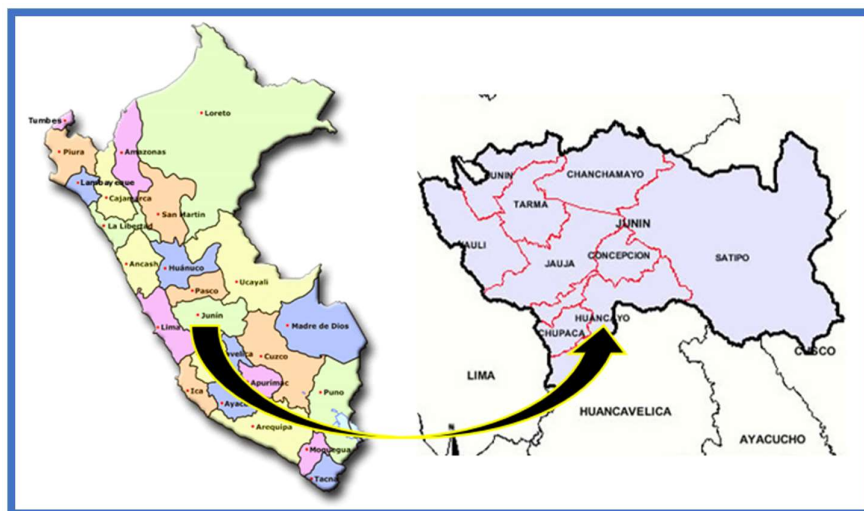 Loreto
Tumbes
Piura
Amazonas
Lambayeque
Cajamarca
San Martín
La Libertad
Ancash
Huánuco
Ucayali
Pasco
Junín
Lima
Madre de Dios
Cuzco
Apurímac
Ica
Puno
Arequipa
Moquegua
Tacna
CHANCHAMAYO
TARMA
JUNIN
CONCEPCION
SATIPO
JAUJA
HUANCAYO
CHUPACA
CUSCO
LIMA
HUANCAVELICA
AYACUCHO
N